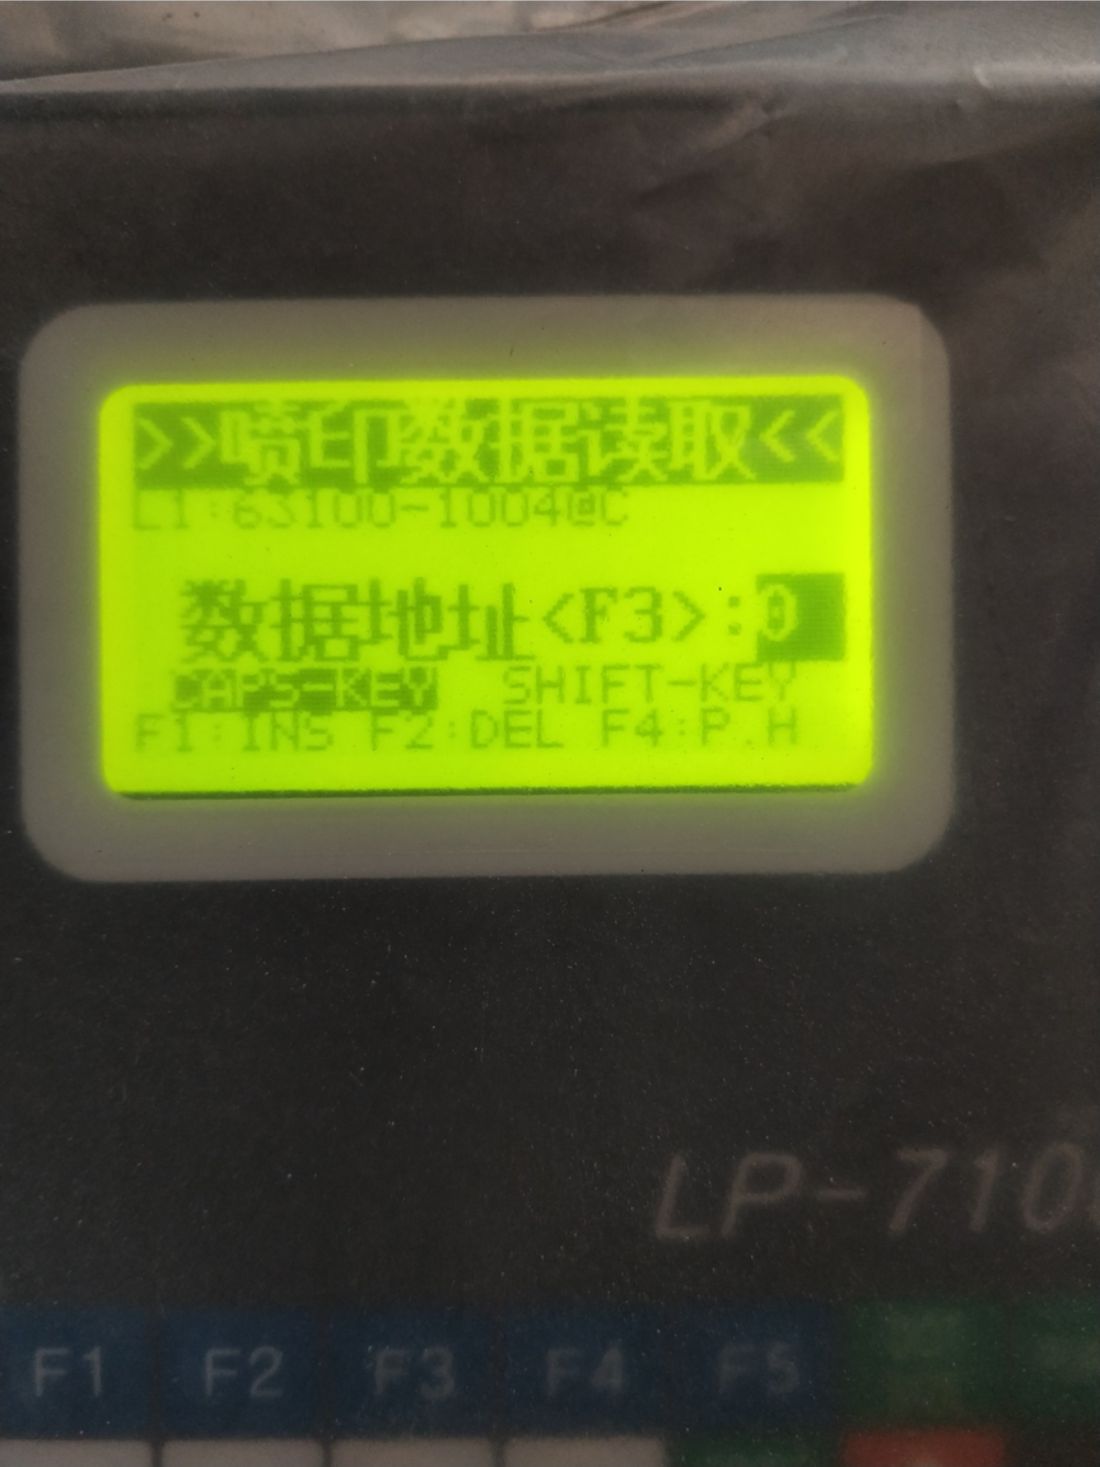 >>喷印数据读取<<
L1:63100-1004@C
数据地址<F3>:0
CAPS-KEY SHIFT-KEY
F1:INS F2:DEL F4:P.H
LP-710
F1 F2 F3 F4 F5